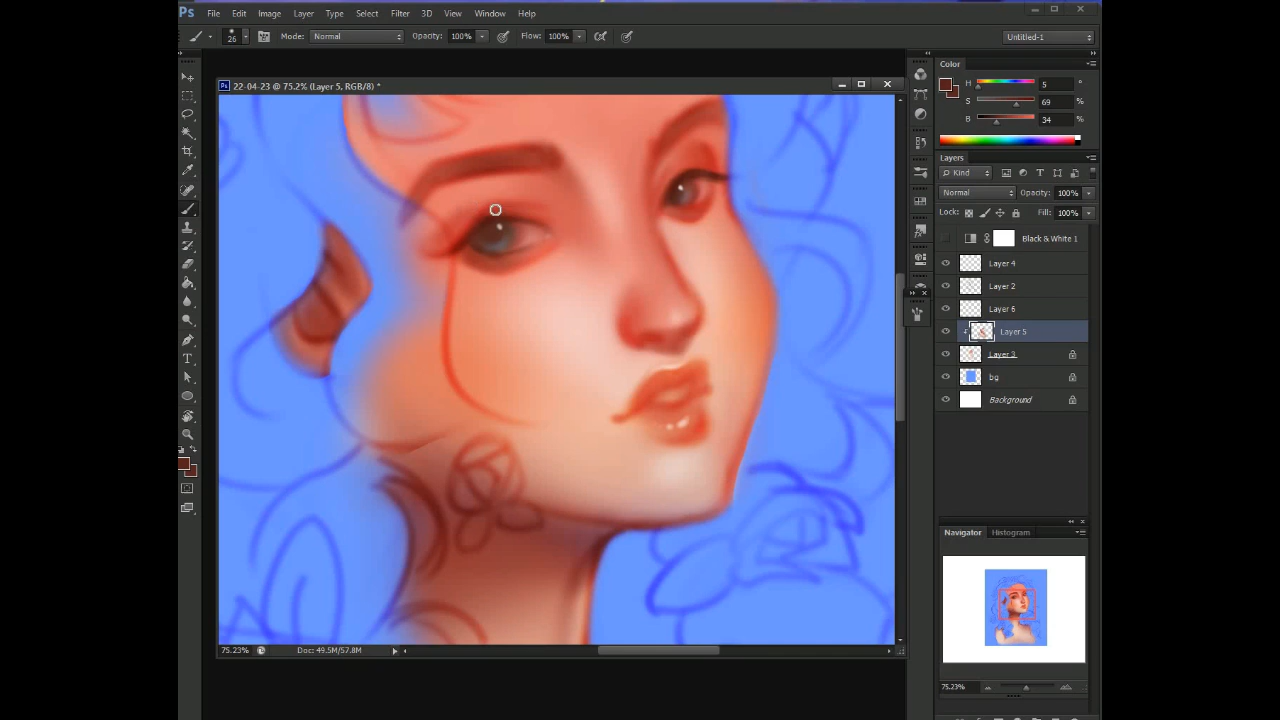 Ps File Edit Image Layer Type Select Filter 3D View Window Help
26 Mode: Normal Opacity: 100% Flow: 100% Untitled-1
Color
22-04-23 @ 75.2% (Layer 5, RGB/8) *
H 5 °
S 69 %
B 34 %
Layers
Kind
Normal Opacity: 100%
Lock: Fill: 100%
Black & White 1
Layer 4
Layer 2
Layer 6
Layer 5
Layer 3
bg
Background
Navigator Histogram
75.23% Doc: 49.5M/57.8M
75.23%